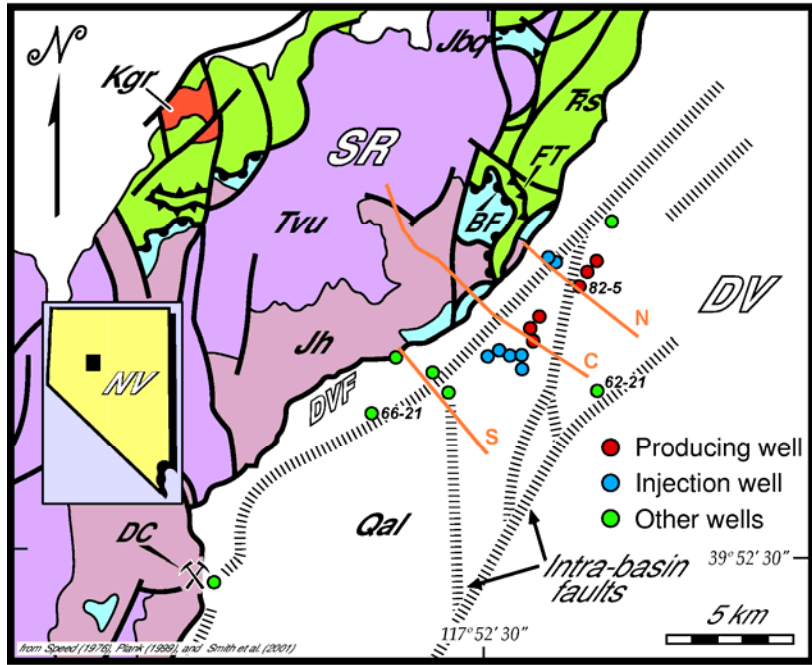 N
Kgr
Jbq
SR
TRs
FT
Tvu
BF
82-5
DV
N
Jh
C
NV
DVF
62-21
66-21
S
Producing well
Injection well
Other wells
DC
Qal
39° 52' 30"
Intra-basin
faults
5 km
117° 52' 30"
from Speed (1976), Plank (1999), and Smith et al. (2001)